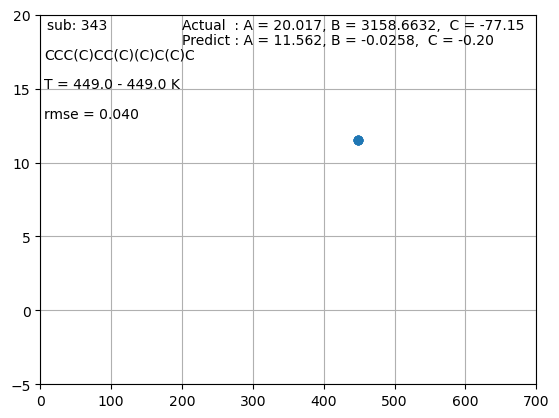 sub: 343
Actual  : A = 20.017, B = 3158.6632,  C = -77.15
Predict : A = 11.562, B = -0.0258,  C = -0.20
CCC(C)CC(C)(C)C(C)C
T = 449.0 - 449.0 K
rmse = 0.040
20
15
10
5
0
−5
0 100 200 300 400 500 600 700